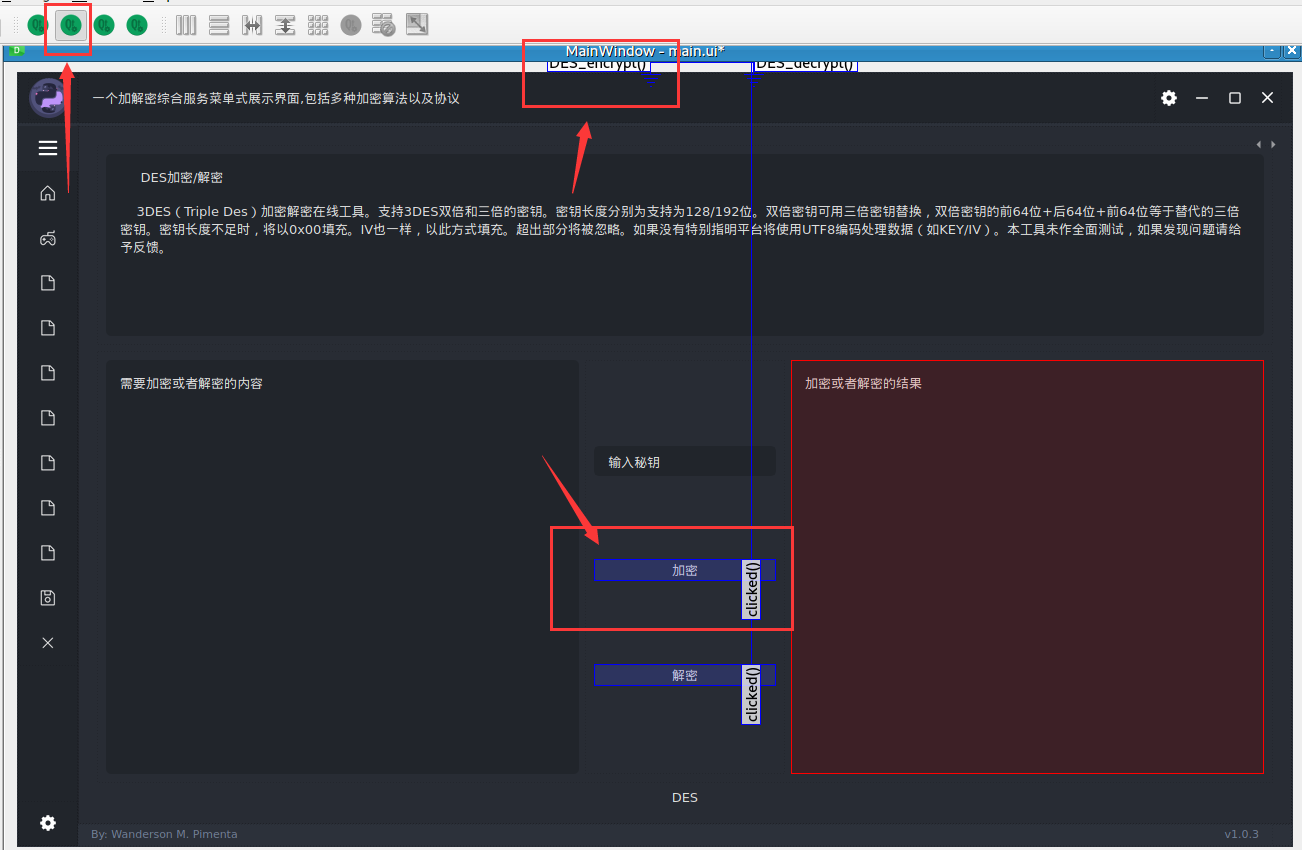 MainWindow - main.ui*
DES_encrypt()
DES_decrypt()
一个加解密综合服务菜单式展示界面,包括多种加密算法以及协议
DES加密/解密
3DES（Triple Des）加密解密在线工具。支持3DES双倍和三倍的密钥。密钥长度分别为支持为128/192位。双倍密钥可用三倍密钥替换，双倍密钥的前64位+后64位+前64位等于替代的三倍
密钥。密钥长度不足时，将以0x00填充。IV也一样，以此方式填充。超出部分将被忽略。如果没有特别指明平台将使用UTF8编码处理数据（如KEY/IV）。本工具未作全面测试，如果发现问题请给
予反馈。
需要加密或者解密的内容
加密或者解密的结果
输入秘钥
加密
clicked()
解密
clicked()
DES
By: Wanderson M. Pimenta
v1.0.3